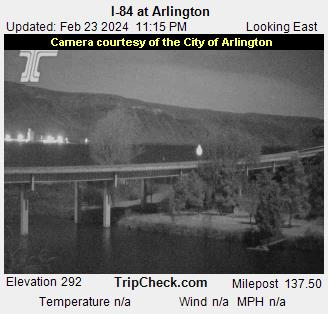 I-84 at Arlington
Updated: Feb 23 2024 11:15 PM Looking East
Camera courtesy of the City of Arlington
Elevation 292 TripCheck.com Milepost 137.50
Temperature n/a Wind n/a MPH n/a